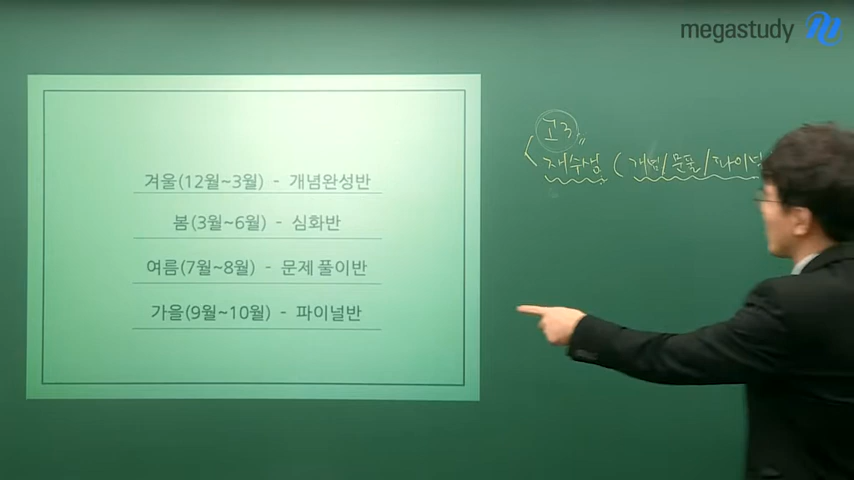 megastudy
겨울(12월~3월) - 개념완성반
봄(3월~6월) - 심화반
여름(7월~8월) - 문제 풀이반
가을(9월~10월) - 파이널반
고3
재수생 (개념/문풀/파이널